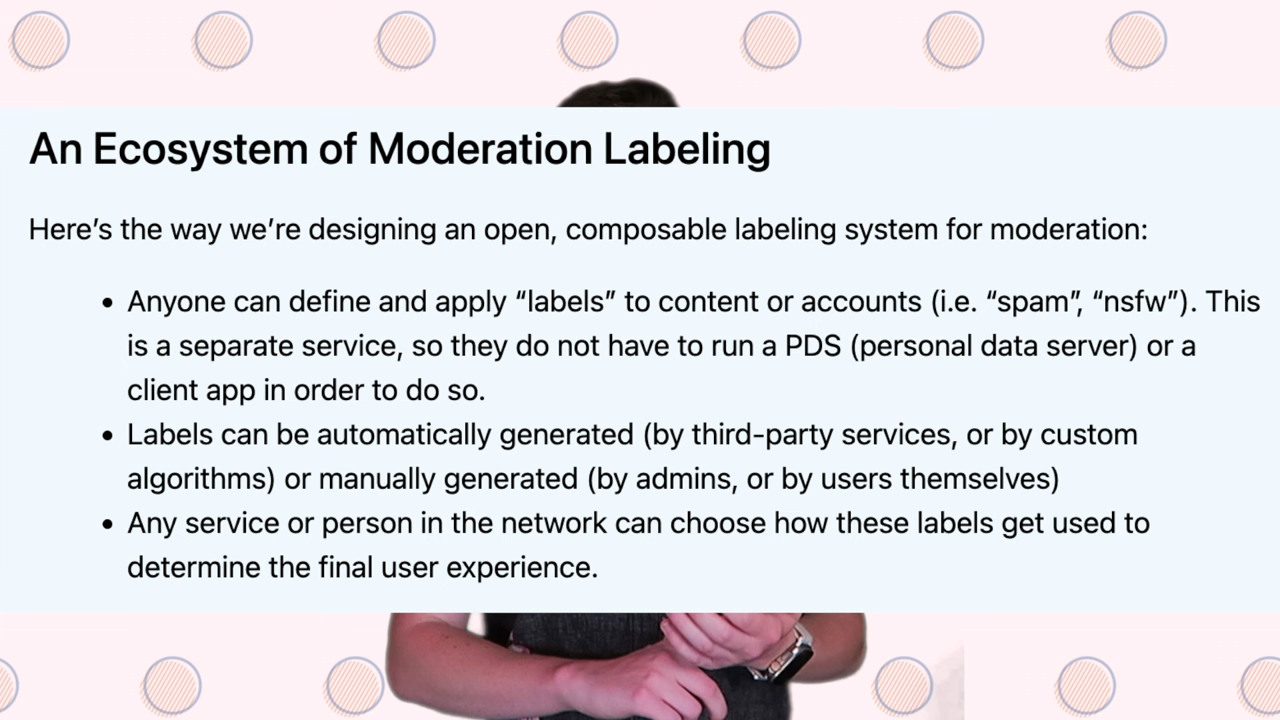 An Ecosystem of Moderation Labeling
Here’s the way we’re designing an open, composable labeling system for moderation:
• Anyone can define and apply “labels” to content or accounts (i.e. “spam”, “nsfw”). This
is a separate service, so they do not have to run a PDS (personal data server) or a
client app in order to do so.
• Labels can be automatically generated (by third-party services, or by custom
algorithms) or manually generated (by admins, or by users themselves)
• Any service or person in the network can choose how these labels get used to
determine the final user experience.